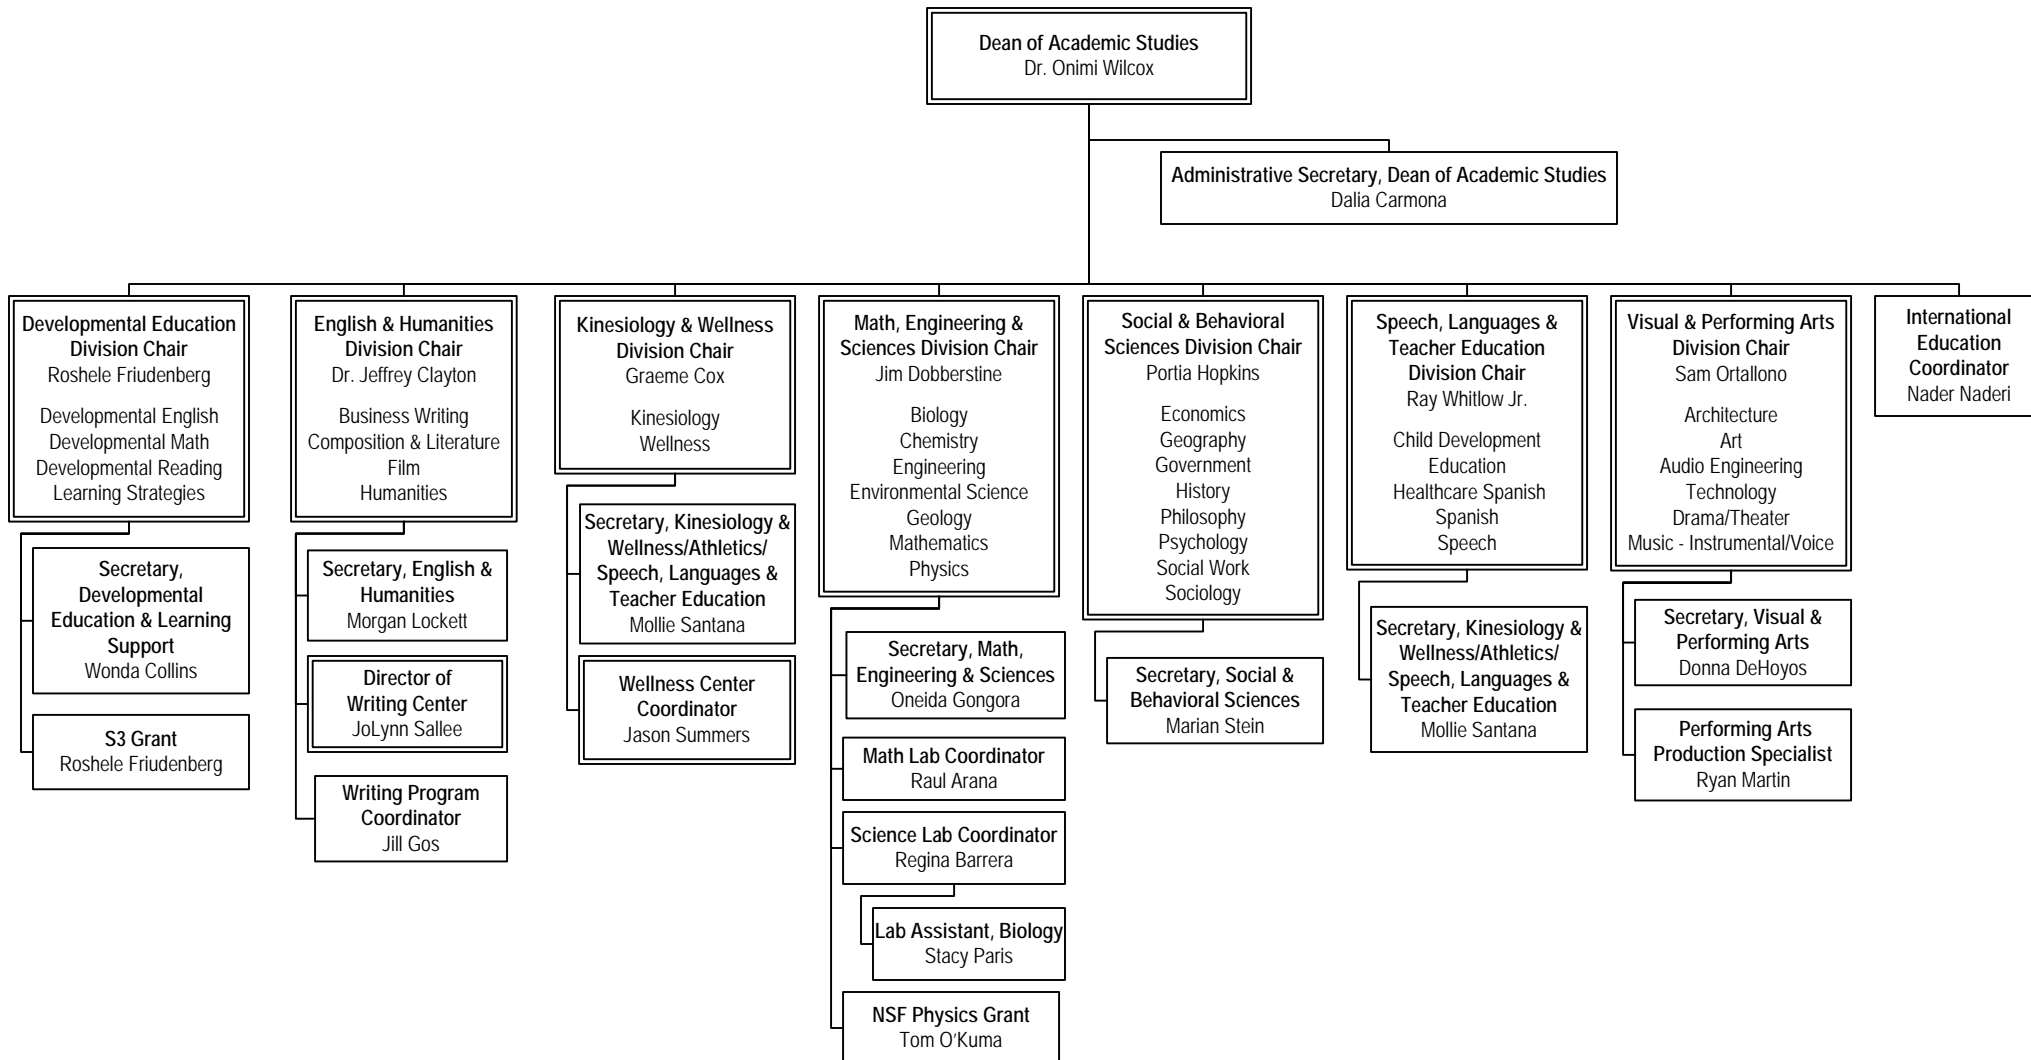 Dean of Academic Studies
Dr. Onimi Wilcox
Administrative Secretary, Dean of Academic Studies
Dalia Carmona
Developmental Education
Division Chair
Roshele Friudenberg
Developmental English
Developmental Math
Developmental Reading
Learning Strategies
Secretary,
Developmental
Education & Learning
Support
Wonda Collins
S3 Grant
Roshele Friudenberg
English & Humanities
Division Chair
Dr. Jeffrey Clayton
Business Writing
Composition & Literature
Film
Humanities
Secretary, English &
Humanities
Morgan Lockett
Director of
Writing Center
JoLynn Sallee
Writing Program
Coordinator
Jill Gos
Kinesiology & Wellness
Division Chair
Graeme Cox
Kinesiology
Wellness
Secretary, Kinesiology &
Wellness/Athletics/
Speech, Languages &
Teacher Education
Mollie Santana
Wellness Center
Coordinator
Jason Summers
Math, Engineering &
Sciences Division Chair
Jim Dobberstine
Biology
Chemistry
Engineering
Environmental Science
Geology
Mathematics
Physics
Secretary, Math,
Engineering & Sciences
Oneida Gongora
Math Lab Coordinator
Raul Arana
Science Lab Coordinator
Regina Barrera
Lab Assistant, Biology
Stacy Paris
NSF Physics Grant
Tom O'Kuma
Social & Behavioral
Sciences Division Chair
Portia Hopkins
Economics
Geography
Government
History
Philosophy
Psychology
Social Work
Sociology
Secretary, Social &
Behavioral Sciences
Marian Stein
Speech, Languages &
Teacher Education
Division Chair
Ray Whitlow Jr.
Child Development
Education
Healthcare Spanish
Spanish
Speech
Secretary, Kinesiology &
Wellness/Athletics/
Speech, Languages &
Teacher Education
Mollie Santana
Visual & Performing Arts
Division Chair
Sam Ortallono
Architecture
Art
Audio Engineering
Technology
Drama/Theater
Music - Instrumental/Voice
Secretary, Visual &
Performing Arts
Donna DeHoyos
Performing Arts
Production Specialist
Ryan Martin
International
Education
Coordinator
Nader Naderi